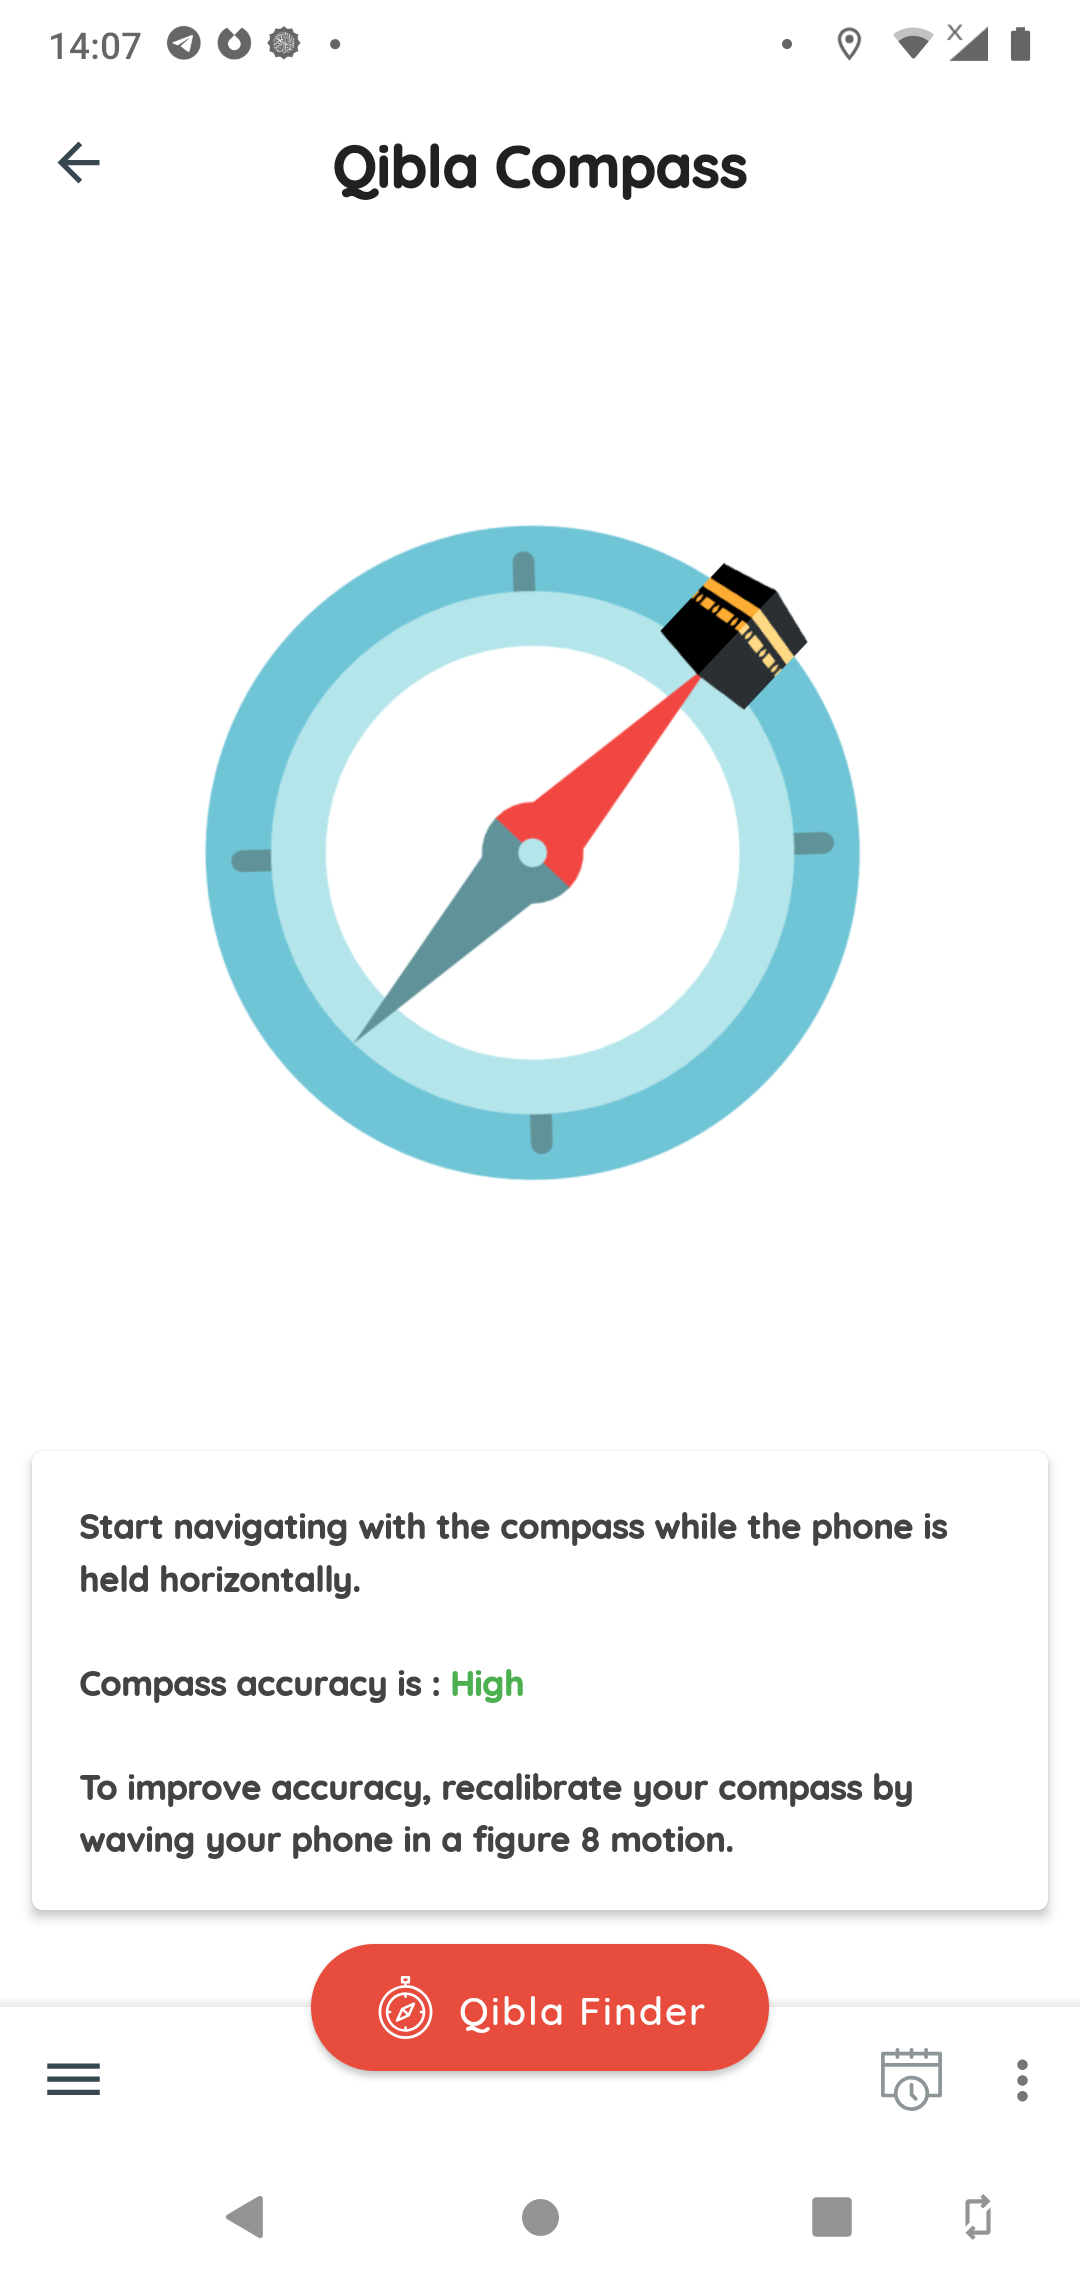 14:07
Qibla Compass
Start navigating with the compass while the phone is
held horizontally.
Compass accuracy is : High
To improve accuracy, recalibrate your compass by
waving your phone in a figure 8 motion.
Qibla Finder